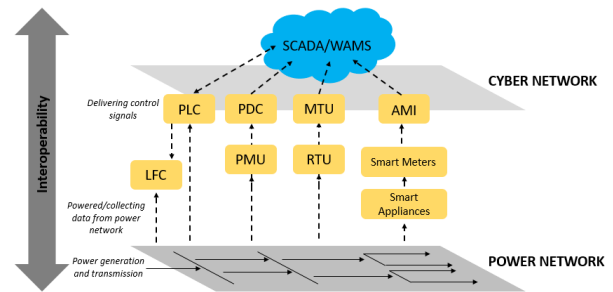 SCADA/WAMS
CYBER NETWORK
Delivering control
signals
PLC
PDC
MTU
AMI
Interoperability
PMU
RTU
Smart Meters
LFC
Smart
Appliances
Powered/collecting
data from power
network
Power generation
and transmission
POWER NETWORK